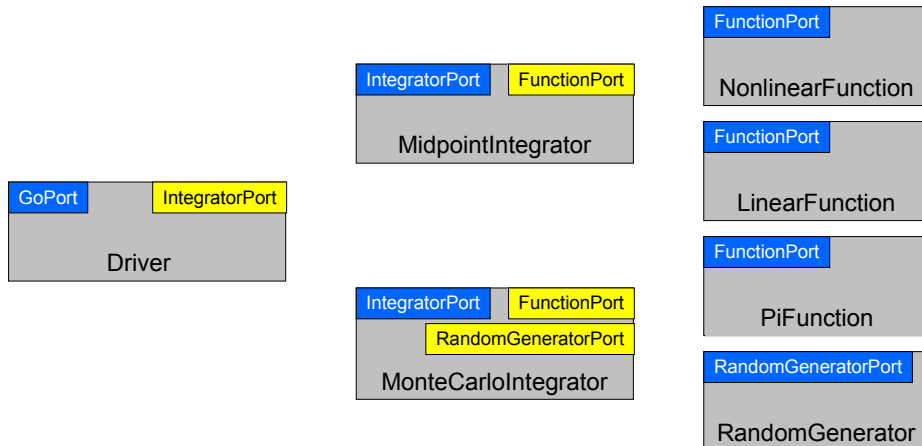 FunctionPort
NonlinearFunction
IntegratorPort FunctionPort
MidpointIntegrator
FunctionPort
LinearFunction
GoPort IntegratorPort
Driver
FunctionPort
PiFunction
IntegratorPort FunctionPort
RandomGeneratorPort
MonteCarloIntegrator
RandomGeneratorPort
RandomGenerator